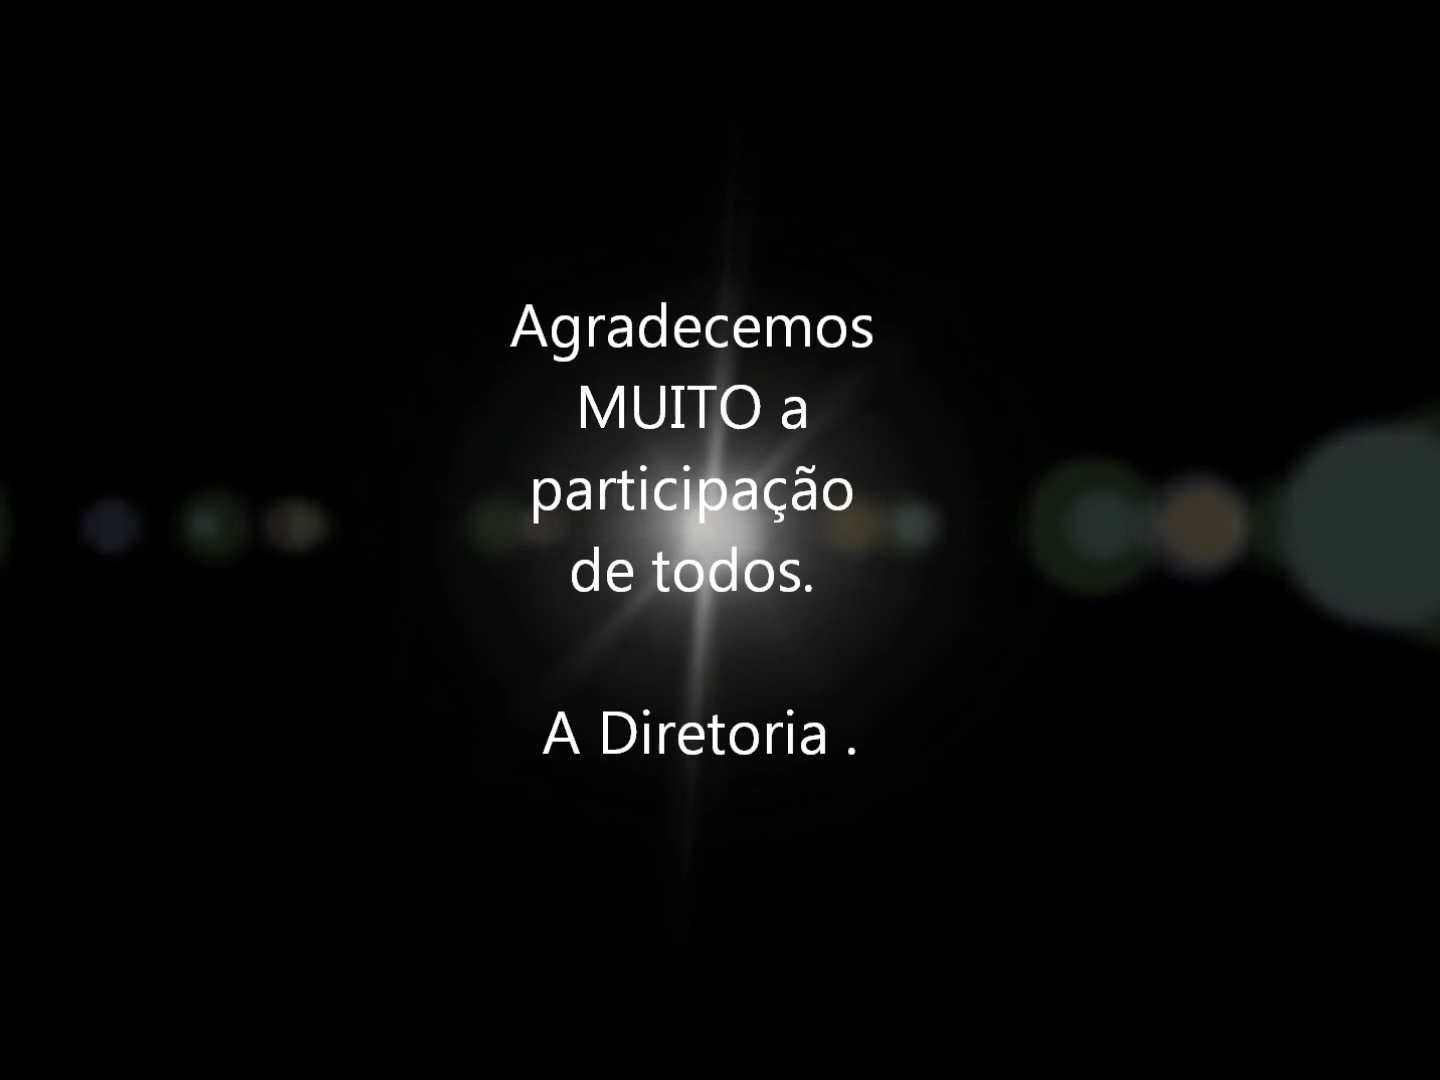 Agradecemos
MUITO a
participação
de todos.
A Diretoria .